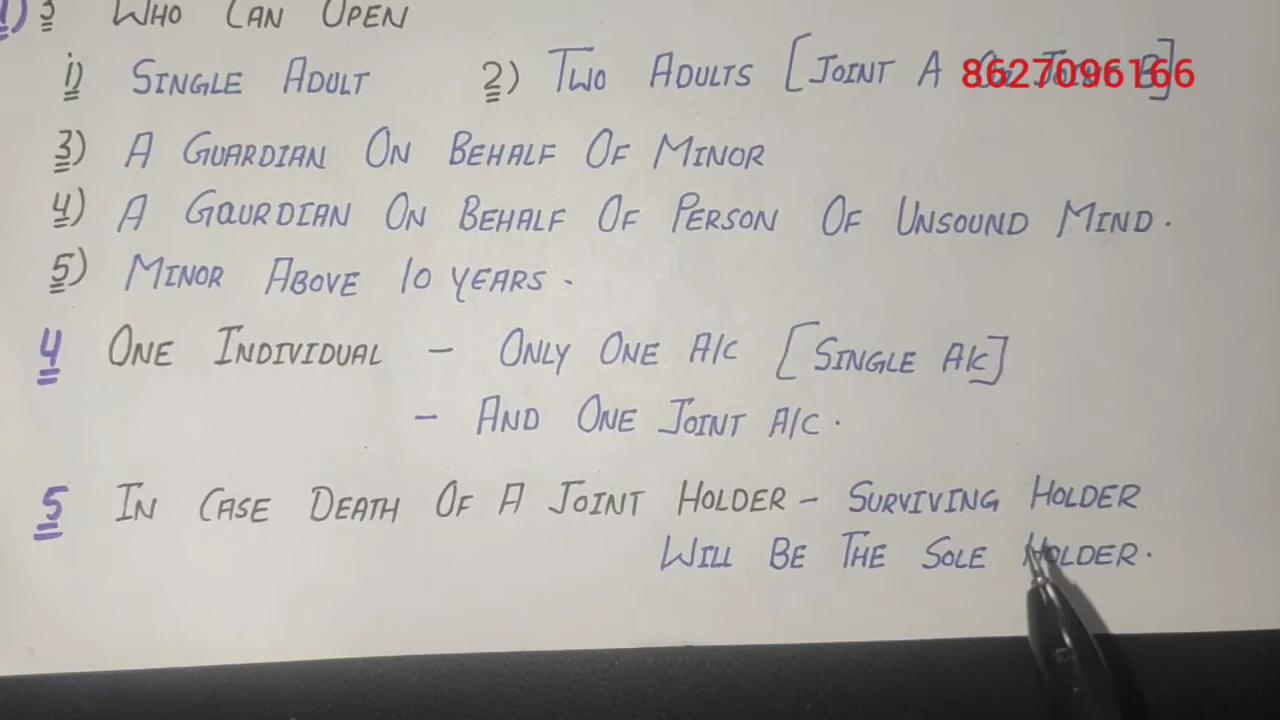 3 WHO CAN OPEN
1) SINGLE ADULT 2) TWO ADULTS [JOINT A JOINT B]
8627096166
3) A GUARDIAN ON BEHALF OF MINOR
4) A GAURDIAN ON BEHALF OF PERSON OF UNSOUND MIND.
5) MINOR ABOVE 10 YEARS.
4 ONE INDIVIDUAL - ONLY ONE A/C [SINGLE A/C]
- AND ONE JOINT A/C.
5 IN CASE DEATH OF A JOINT HOLDER - SURVIVING HOLDER
WILL BE THE SOLE HOLDER.